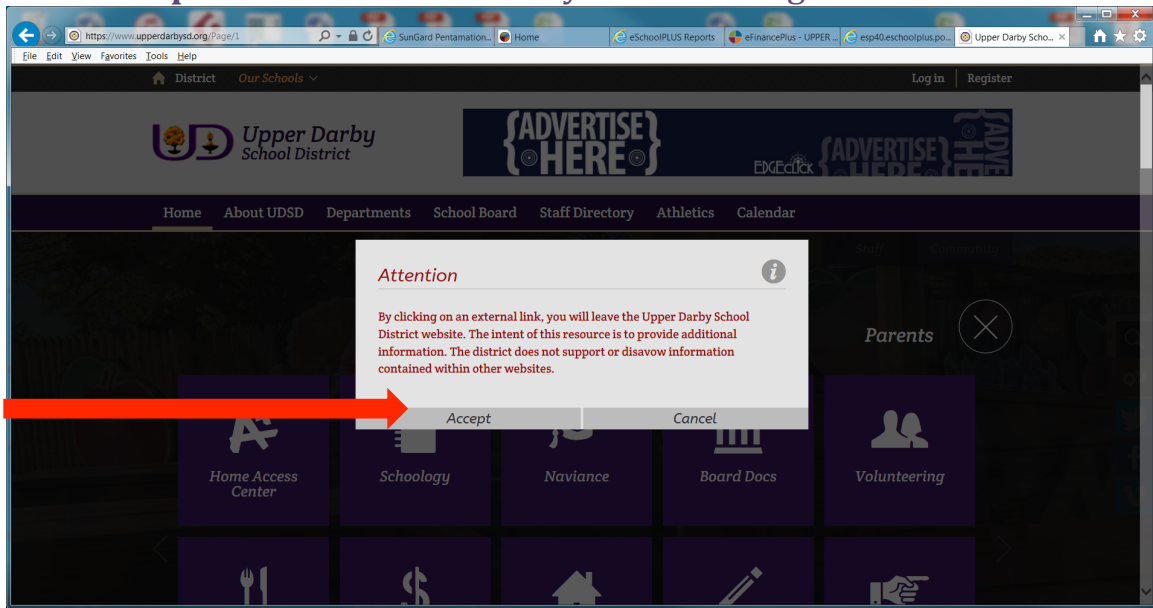 https://www.upperdarbysd.org/Page/1
SunGard Pentamation... Home eSchoolPLUS Reports eFinancePlus - UPPER ... esp40.eschoolplus.po... Upper Darby Scho...
File Edit View Favorites Tools Help
District Our Schools Log in Register
UD Upper Darby
School District
{ADVERTISE
HERE}
EDGEclick
{ADVERTISE
HERE}
Home About UDSD Departments School Board Staff Directory Athletics Calendar
Staff Community
Attention
By clicking on an external link, you will leave the Upper Darby School
District website. The intent of this resource is to provide additional
information. The district does not support or disavow information
contained within other websites.
Parents
Accept Cancel
A+
Home Access
Center
Schoology
Naviance
Board Docs
Volunteering